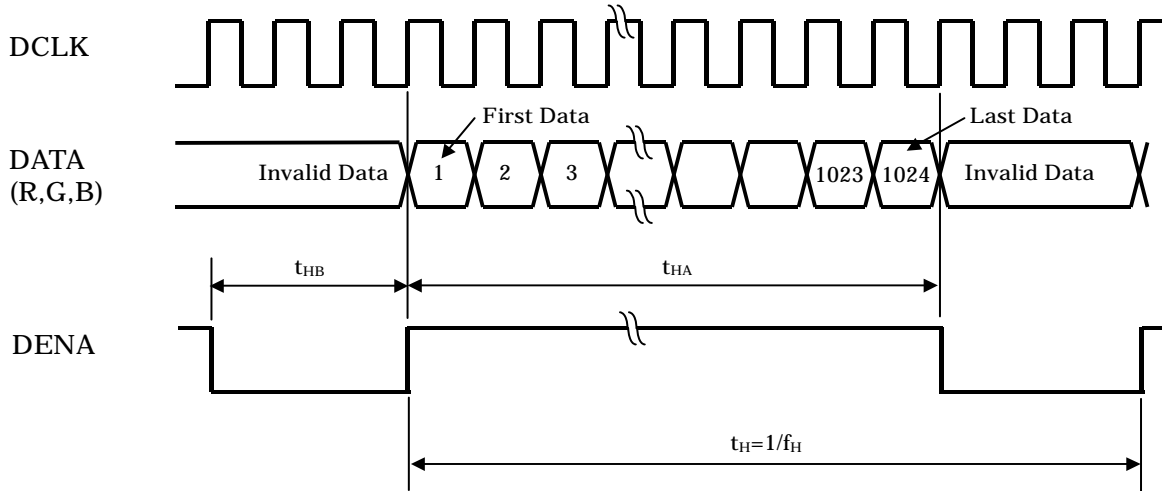 DCLK
First Data
Last Data
DATA
(R,G,B)
Invalid Data 1 2 3 1023 1024 Invalid Data
tHB
tHA
DENA
tH=1/fH